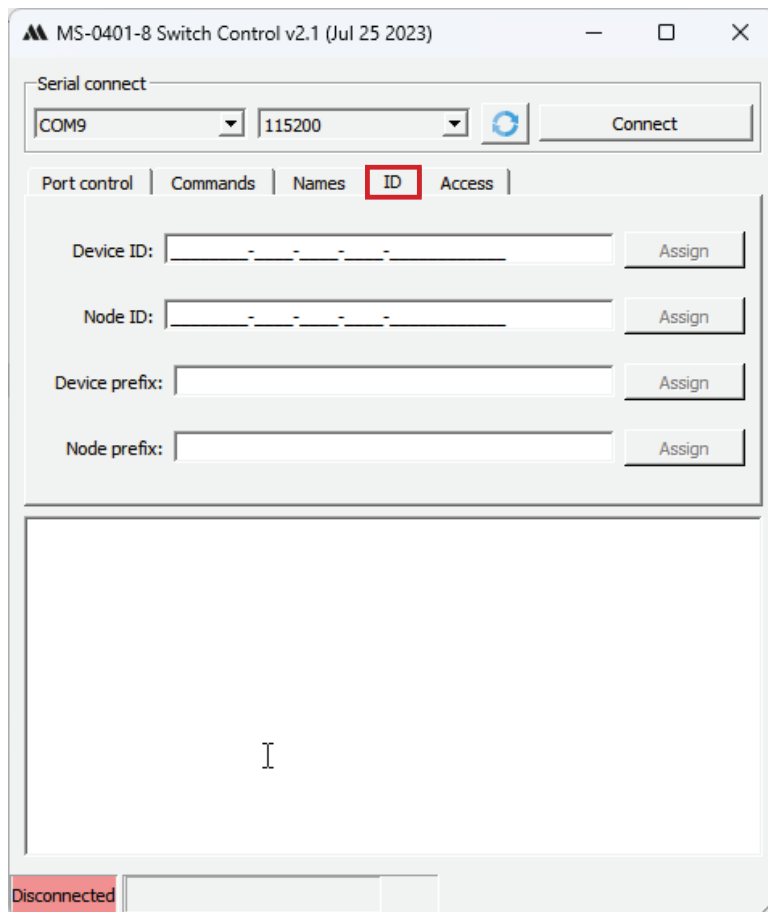 MS-0401-8 Switch Control v2.1 (Jul 25 2023)
Serial connect
COM9 115200 Connect
Port control Commands Names ID Access
Device ID: ________-____-____-____-____________ Assign
Node ID: ________-____-____-____-____________ Assign
Device prefix: Assign
Node prefix: Assign
Disconnected